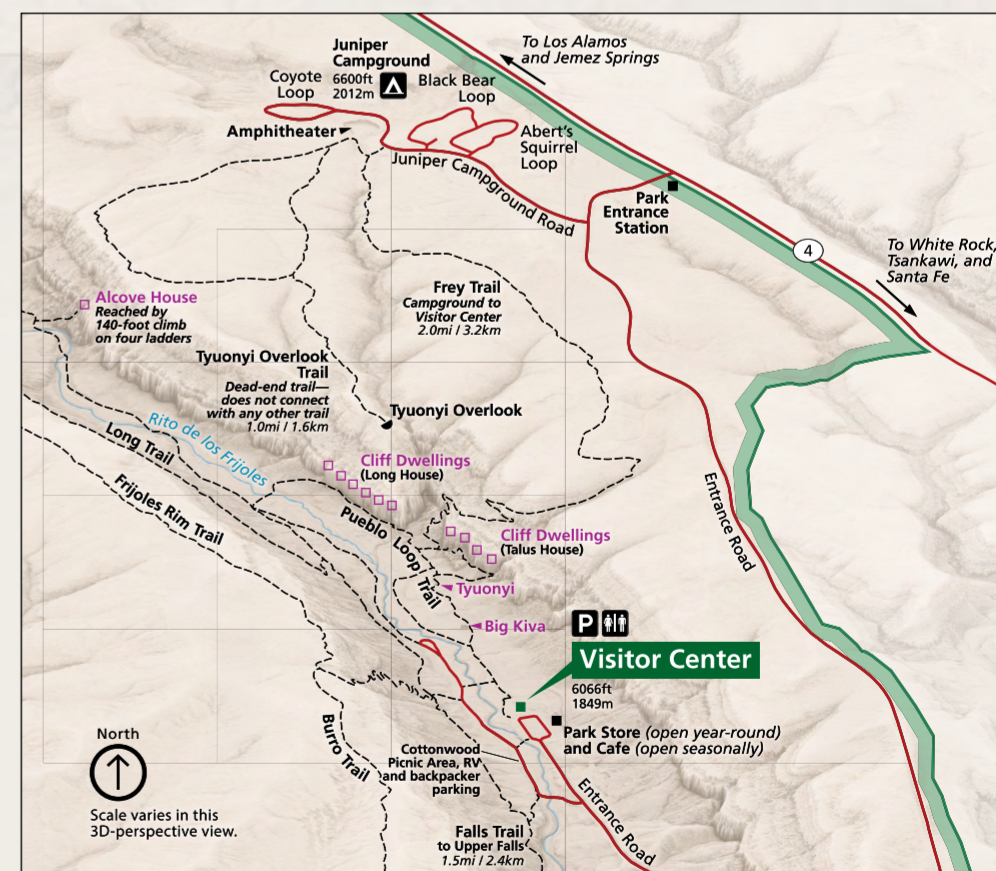 To Los Alamos
and Jemez Springs
Juniper
Campground
6600ft
2012m
Coyote
Loop
Black Bear
Loop
Amphitheater
Abert's
Squirrel
Loop
Juniper Campground Road
Park
Entrance
Station
4
To White Rock,
Tsankawi, and
Santa Fe
Alcove House
Reached by
140-foot climb
on four ladders
Frey Trail
Campground to
Visitor Center
2.0mi / 3.2km
Tyuonyi Overlook
Trail
Dead-end trail—
does not connect
with any other trail
1.0mi / 1.6km
Tyuonyi Overlook
Rito de los Frijoles
Long Trail
Frijoles Rim Trail
Cliff Dwellings
(Long House)
Pueblo Loop Trail
Cliff Dwellings
(Talus House)
Entrance Road
Tyuonyi
Big Kiva
P
Visitor Center
6066ft
1849m
Park Store (open year-round)
and Cafe (open seasonally)
Burro Trail
Cottonwood
Picnic Area, RV
and backpacker
parking
Entrance Road
Falls Trail
to Upper Falls
1.5mi / 2.4km
North
Scale varies in this
3D-perspective view.